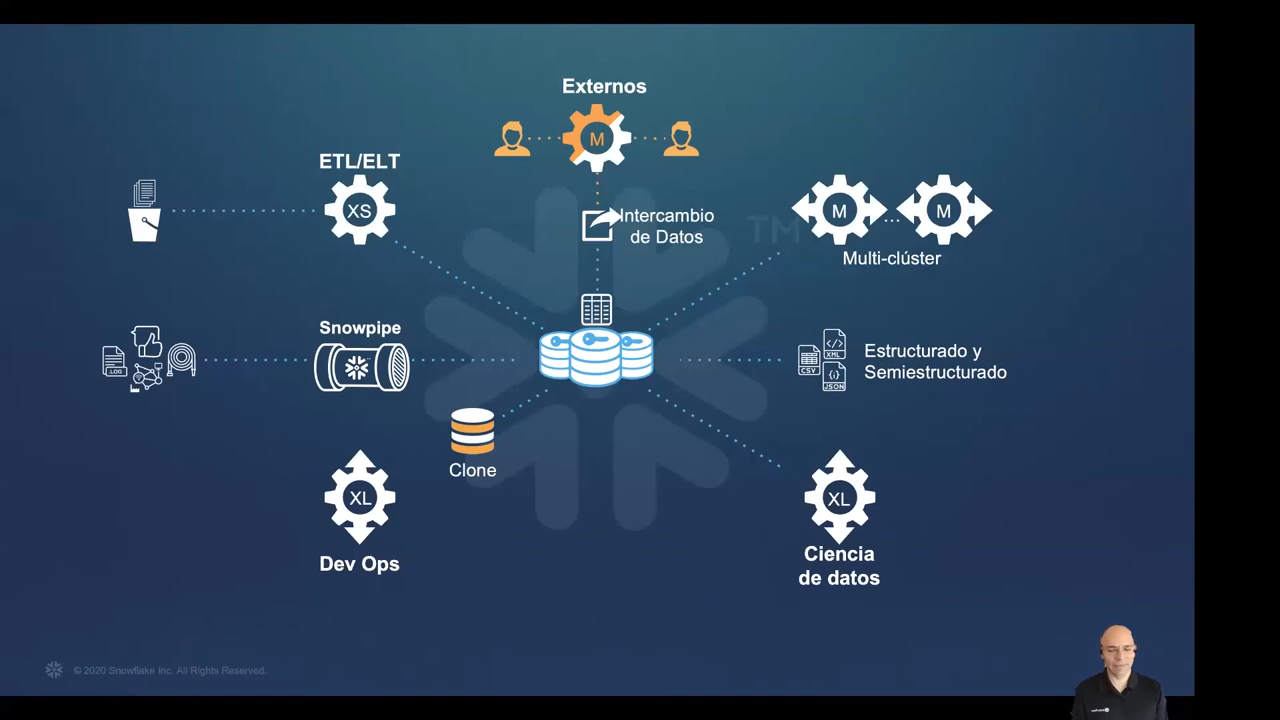 Externos
M
ETL/ELT
XS
Intercambio
de Datos
TM
M
...
M
Multi-clúster
Snowpipe
LOG
XML
CSV
JSON
Estructurado y
Semiestructurado
Clone
XL
Dev Ops
XL
Ciencia
de datos
© 2020 Snowflake Inc. All Rights Reserved.